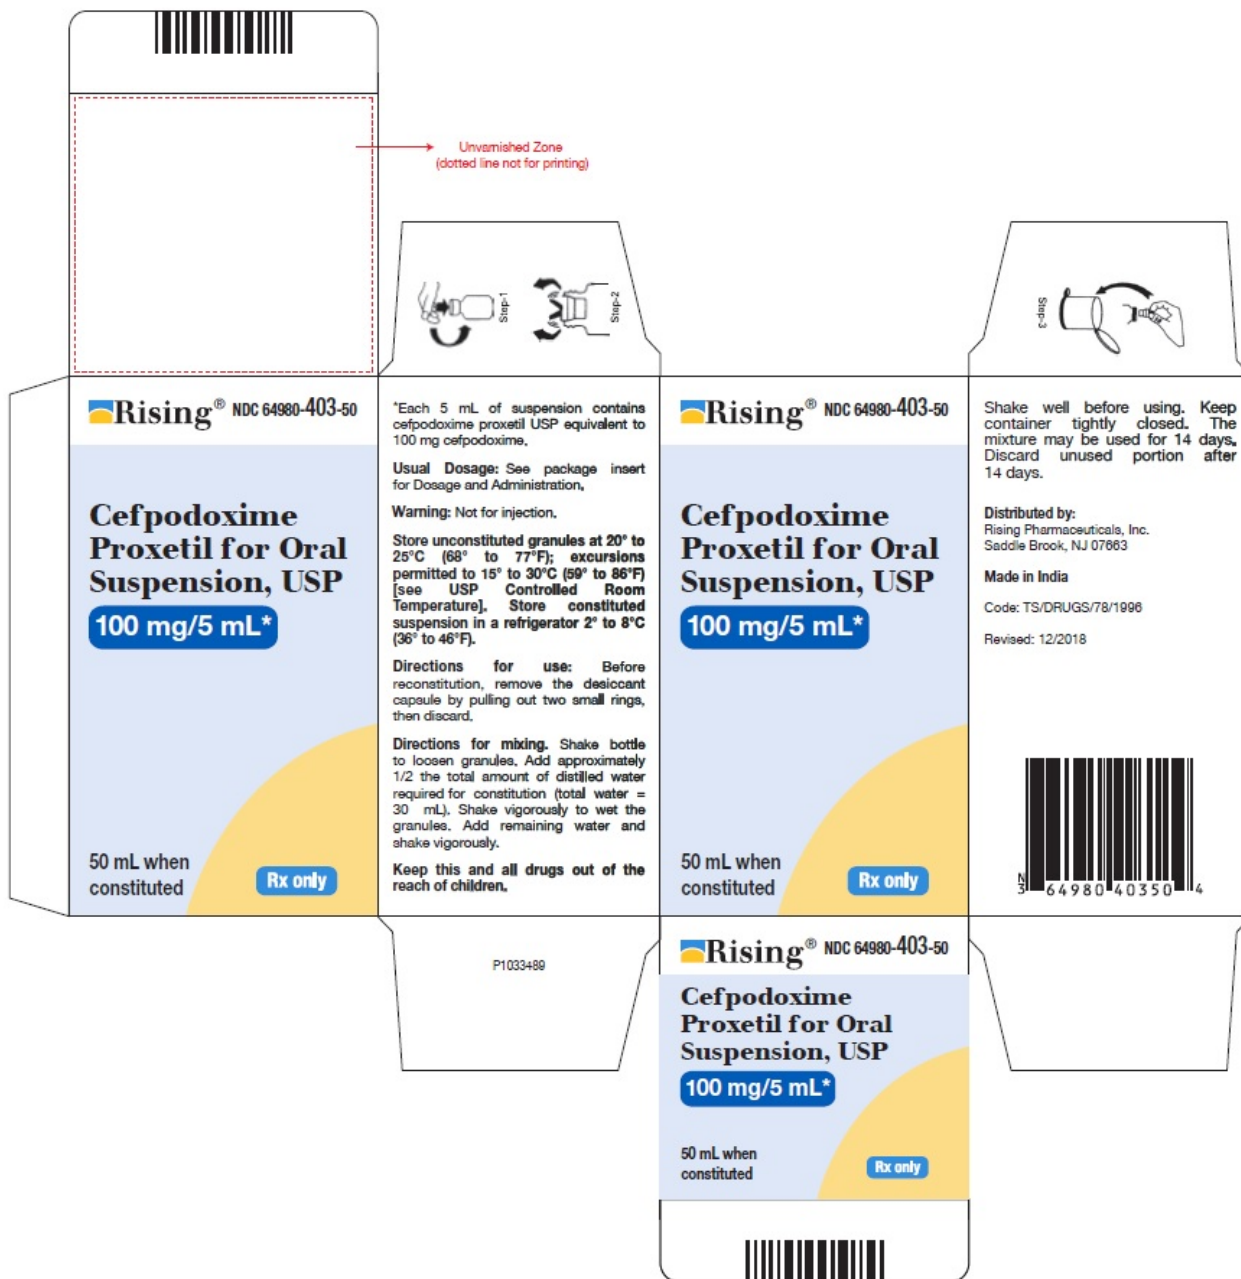 Unvarnished Zone
(dotted line not for printing)
Step-1
Step-2
Step-3
Rising® NDC 64980-403-50
Cefpodoxime
Proxetil for Oral
Suspension, USP
100 mg/5 mL*
50 mL when
constituted
Rx only
*Each 5 mL of suspension contains
cefpodoxime proxetil USP equivalent to
100 mg cefpodoxime.
Usual Dosage: See package insert
for Dosage and Administration.
Warning: Not for injection.
Store unconstituted granules at 20° to
25°C (68° to 77°F); excursions
permitted to 15° to 30°C (59° to 86°F)
[see USP Controlled Room
Temperature]. Store constituted
suspension in a refrigerator 2° to 8°C
(36° to 46°F).
Directions for use: Before
reconstitution, remove the desiccant
capsule by pulling out two small rings,
then discard.
Directions for mixing. Shake bottle
to loosen granules. Add approximately
1/2 the total amount of distilled water
required for constitution (total water =
30 mL). Shake vigorously to wet the
granules. Add remaining water and
shake vigorously.
Keep this and all drugs out of the
reach of children.
Rising® NDC 64980-403-50
Cefpodoxime
Proxetil for Oral
Suspension, USP
100 mg/5 mL*
50 mL when
constituted
Rx only
Shake well before using. Keep
container tightly closed. The
mixture may be used for 14 days.
Discard unused portion after
14 days.
Distributed by:
Rising Pharmaceuticals, Inc.
Saddle Brook, NJ 07663
Made in India
Code: TS/DRUGS/78/1996
Revised: 12/2018
N
3 64980 40350 4
P1033489
Rising® NDC 64980-403-50
Cefpodoxime
Proxetil for Oral
Suspension, USP
100 mg/5 mL*
50 mL when
constituted
Rx only